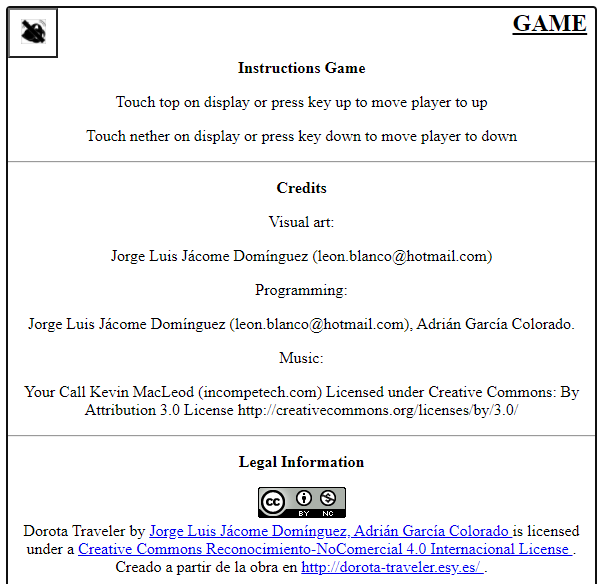 GAME
Instructions Game
Touch top on display or press key up to move player to up
Touch nether on display or press key down to move player to down
Credits
Visual art:
Jorge Luis Jácome Domínguez (leon.blanco@hotmail.com)
Programming:
Jorge Luis Jácome Domínguez (leon.blanco@hotmail.com), Adrián García Colorado.
Music:
Your Call Kevin MacLeod (incompetech.com) Licensed under Creative Commons: By
Attribution 3.0 License http://creativecommons.org/licenses/by/3.0/
Legal Information
cc BY NC
Dorota Traveler by Jorge Luis Jácome Domínguez, Adrián García Colorado is licensed
under a Creative Commons Reconocimiento-NoComercial 4.0 Internacional License .
Creado a partir de la obra en http://dorota-traveler.esy.es/ .